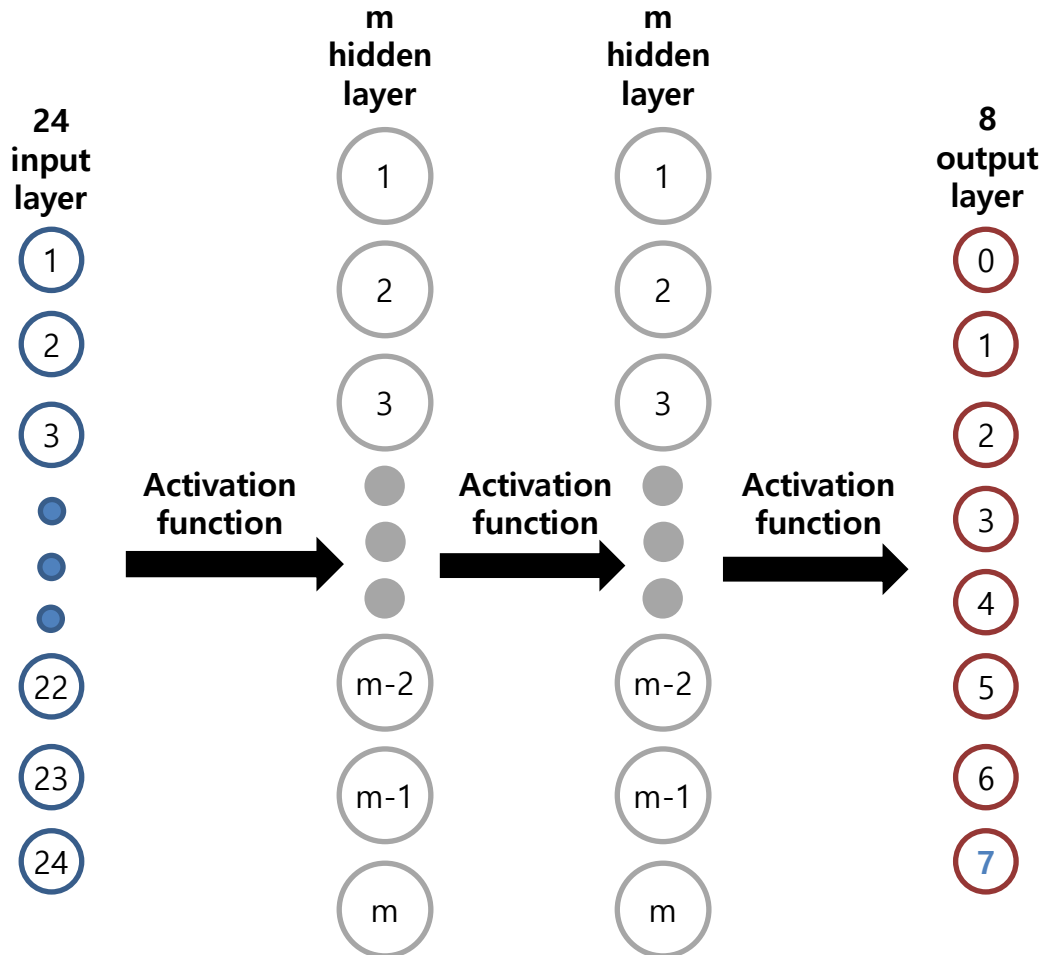 24
input
layer
1
2
3
22
23
24
Activation
function
m
hidden
layer
1
2
3
m-2
m-1
m
Activation
function
m
hidden
layer
1
2
3
m-2
m-1
m
Activation
function
8
output
layer
0
1
2
3
4
5
6
7